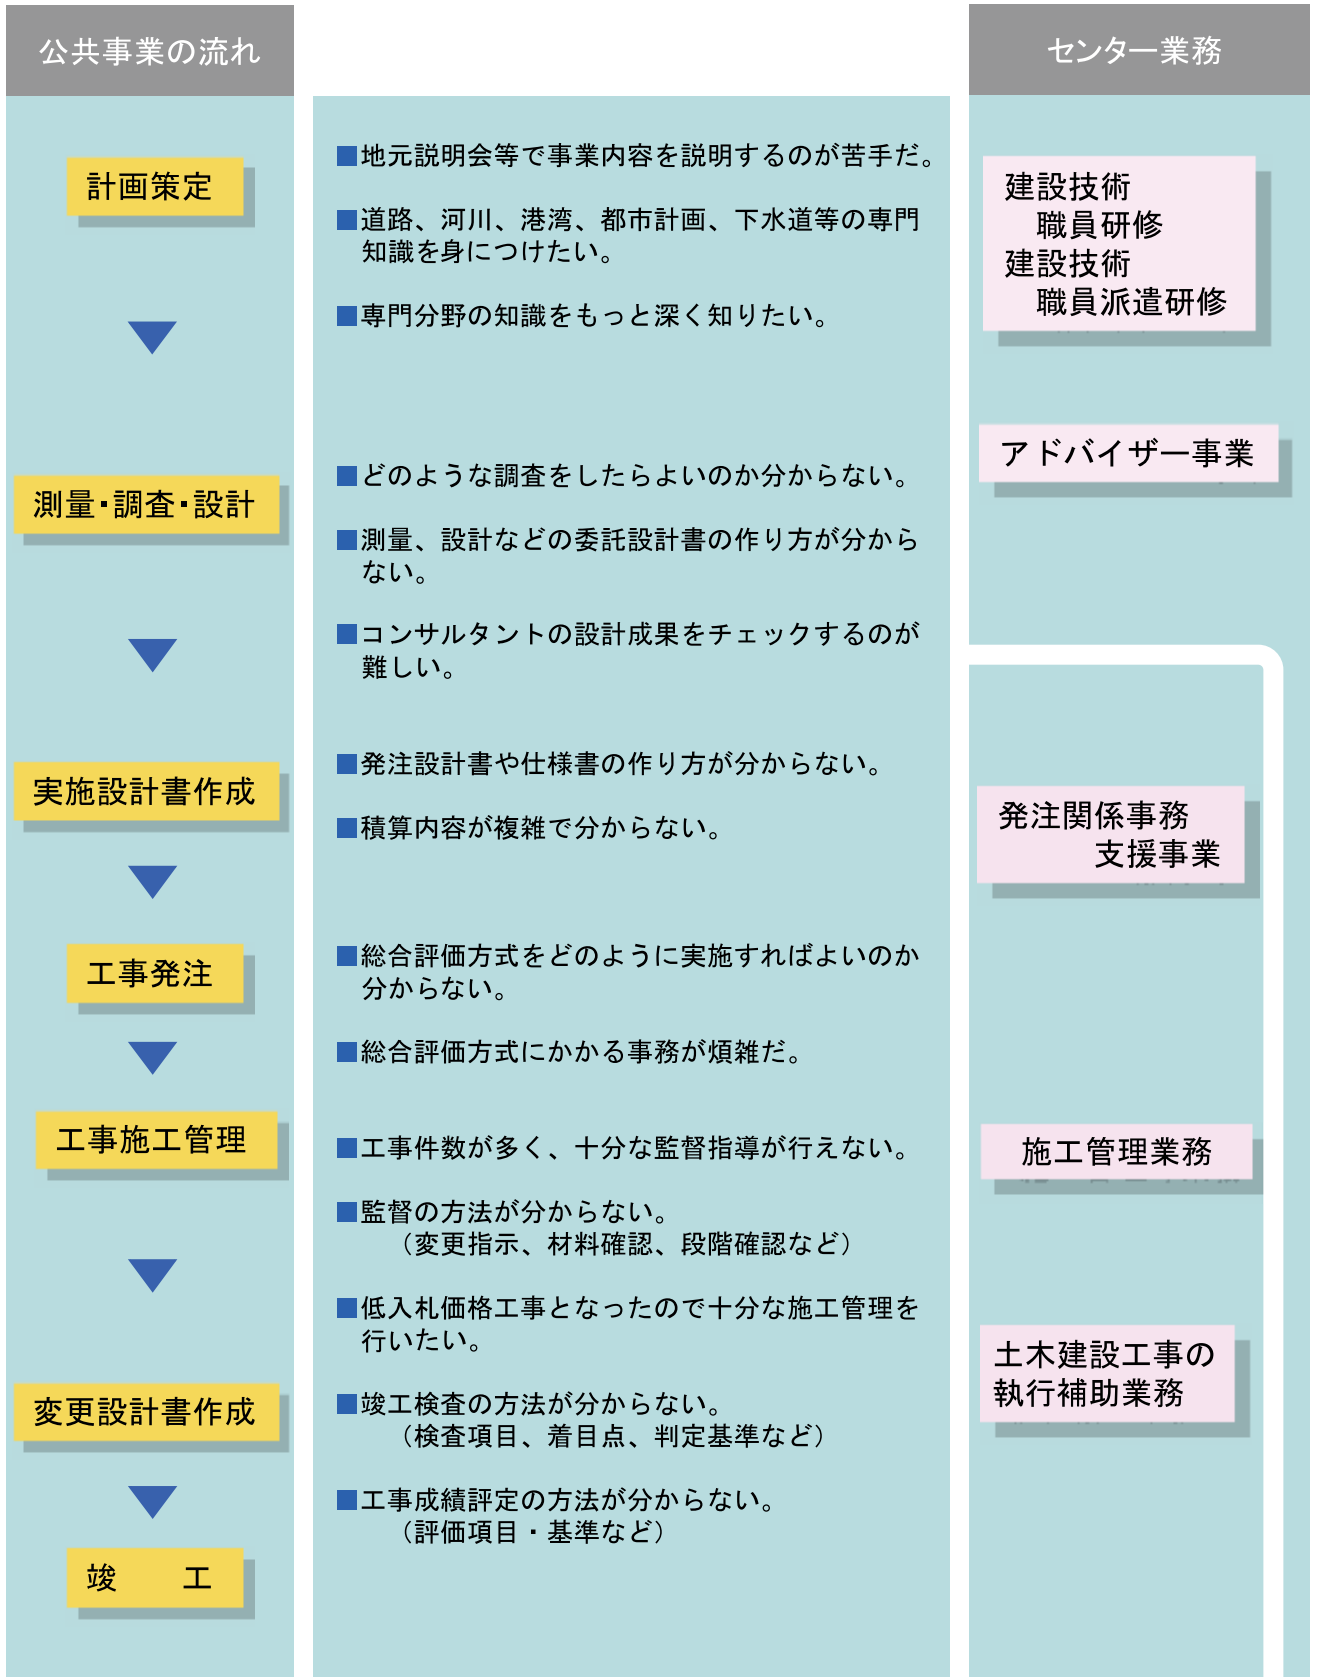 公共事業の流れ
計画策定
測量・調査・設計
実施設計書作成
工事発注
工事施工管理
変更設計書作成
竣　　工
■地元説明会等で事業内容を説明するのが苦手だ。
■道路、河川、港湾、都市計画、下水道等の専門
知識を身につけたい。
■専門分野の知識をもっと深く知りたい。
■どのような調査をしたらよいのか分からない。
■測量、設計などの委託設計書の作り方が分から
ない。
■コンサルタントの設計成果をチェックするのが
難しい。
■発注設計書や仕様書の作り方が分からない。
■積算内容が複雑で分からない。
■総合評価方式をどのように実施すればよいのか
分からない。
■総合評価方式にかかる事務が煩雑だ。
■工事件数が多く、十分な監督指導が行えない。
■監督の方法が分からない。
（変更指示、材料確認、段階確認など）
■低入札価格工事となったので十分な施工管理を
行いたい。
■竣工検査の方法が分からない。
（検査項目、着目点、判定基準など）
■工事成績評定の方法が分からない。
（評価項目・基準など）
センター業務
建設技術
職員研修
建設技術
職員派遣研修
アドバイザー事業
発注関係事務
支援事業
施工管理業務
土木建設工事の
執行補助業務